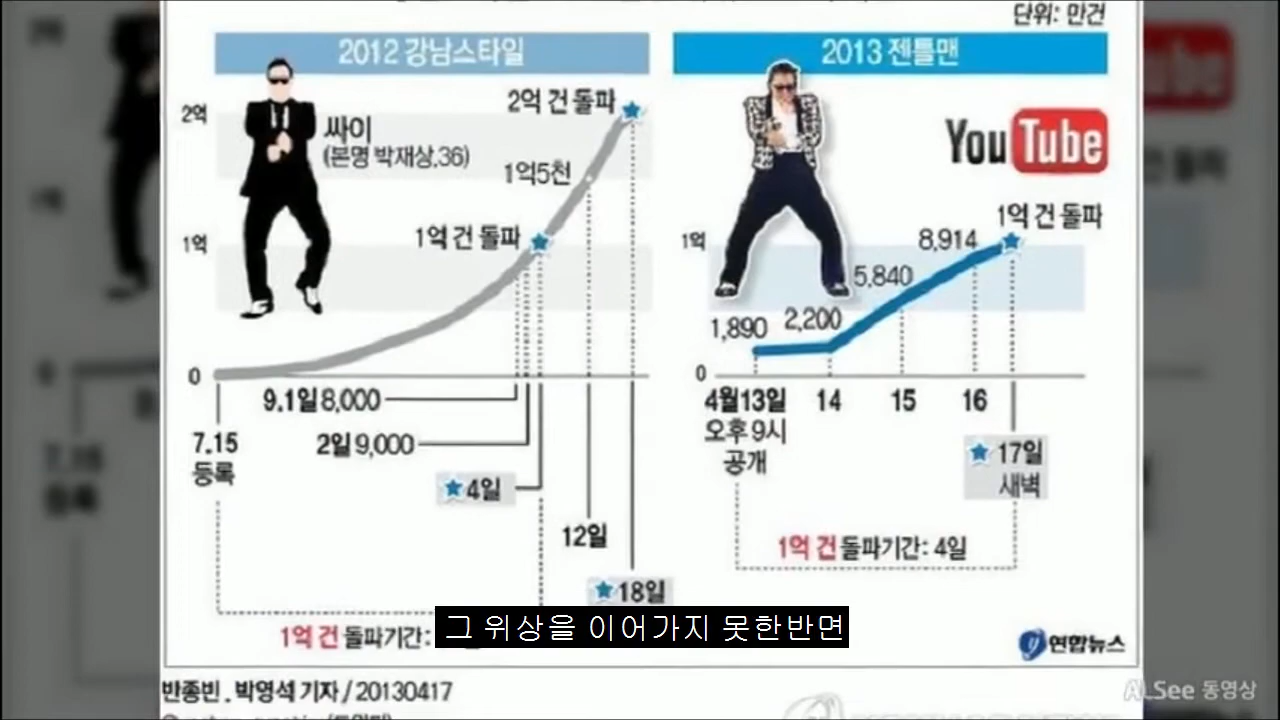 단위: 만건
2012 강남스타일
2013 젠틀맨
2억
2억 건 돌파
싸이
(본명 박재상,36)
1억5천
1억
1억 건 돌파
0
9.1일 8,000
7.15
등록
2일 9,000
4일
12일
18일
1억 건 돌파기간:
YouTube
1억 건 돌파
1억
8,914
5,840
2,200
1,890
0
4월13일
14
15
16
오후 9시
공개
17일
새벽
1억 건 돌파기간: 4일
그 위상을 이어가지 못한반면
연합뉴스
반종빈. 박영석 기자 / 20130417
ALSee 동영상